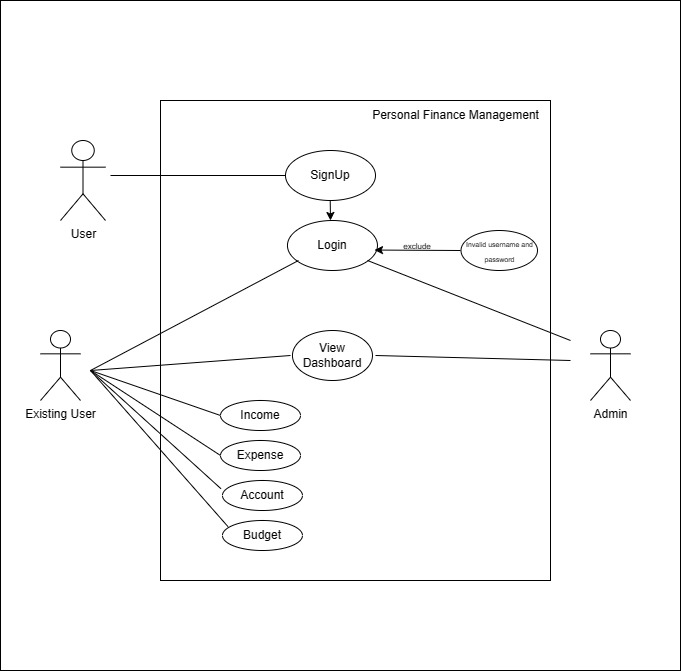 Personal Finance Management
SignUp
User
Login
exclude
Invalid username and
password
View
Dashboard
Existing User
Admin
Income
Expense
Account
Budget